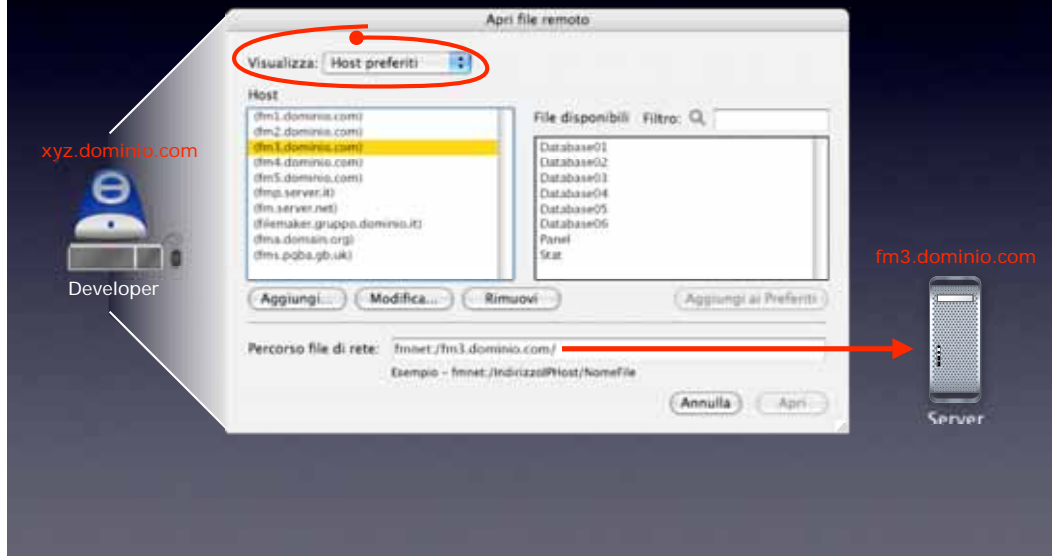 Apri file remoto
Visualizza: Host preferiti
Host
(fm1.dominio.com)
(fm2.dominio.com)
(fm3.dominio.com)
(fm4.dominio.com)
(fm5.dominio.com)
(fmp.server.it)
(fm.server.net)
(filemaker.gruppo.dominio.it)
(fma.domain.org)
(fms.pqba.gb.uk)
File disponibili Filtro:
Database01
Database02
Database03
Database04
Database05
Database06
Panel
Stat
Aggiungi... Modifica... Rimuovi Aggiungi ai Preferiti
Percorso file di rete: fmnet:/fm3.dominio.com/
Esempio – fmnet:/IndirizzoIPHost/NomeFile
Annulla Apri
xyz.dominio.com
Developer
fm3.dominio.com
Server